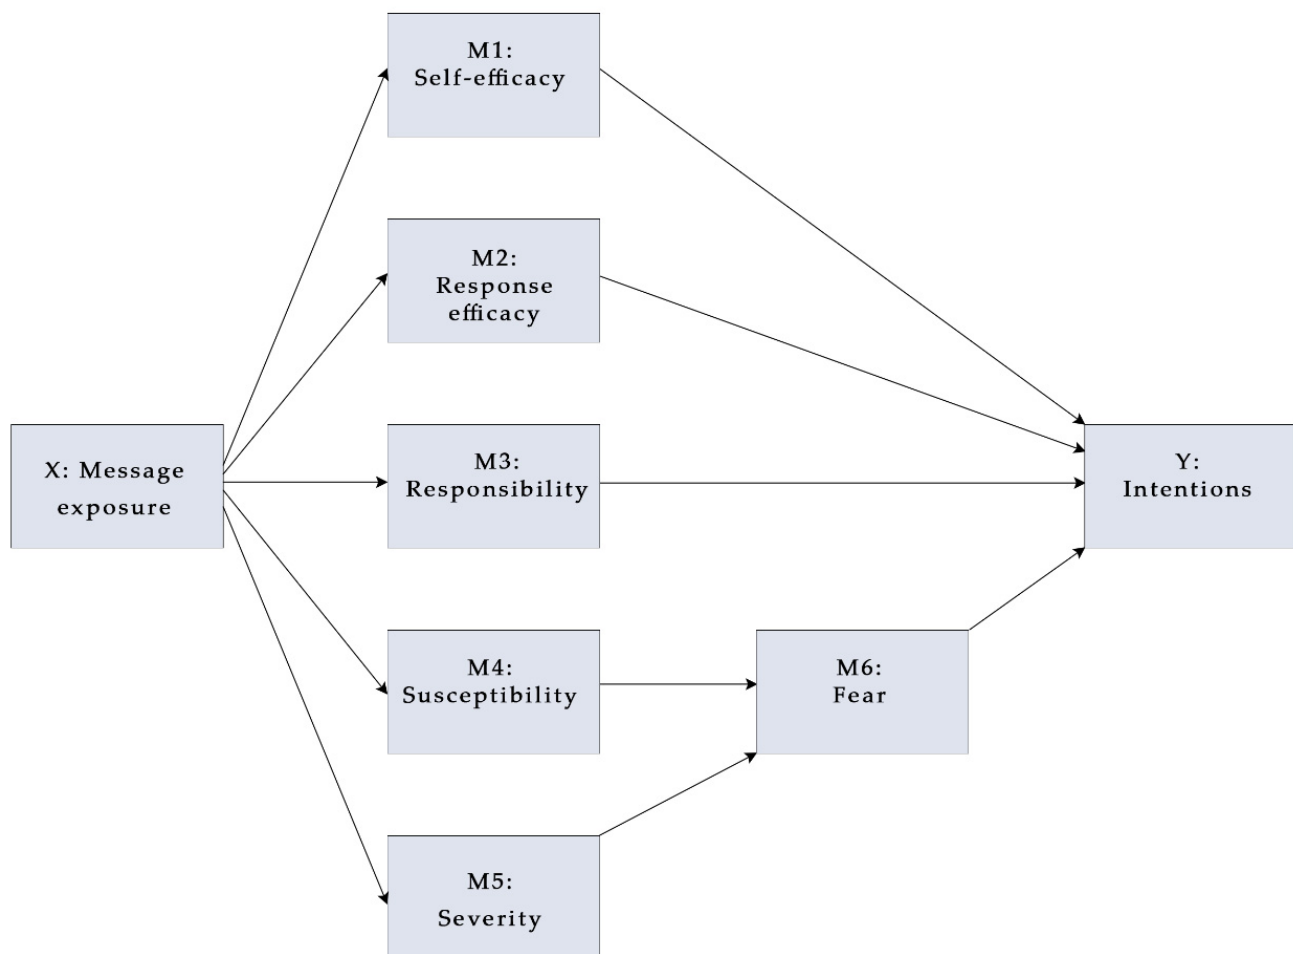 M1:
Self-efficacy
M2:
Response
efficacy
X: Message
exposure
M3:
Responsibility
Y:
Intentions
M4:
Susceptibility
M6:
Fear
M5:
Severity